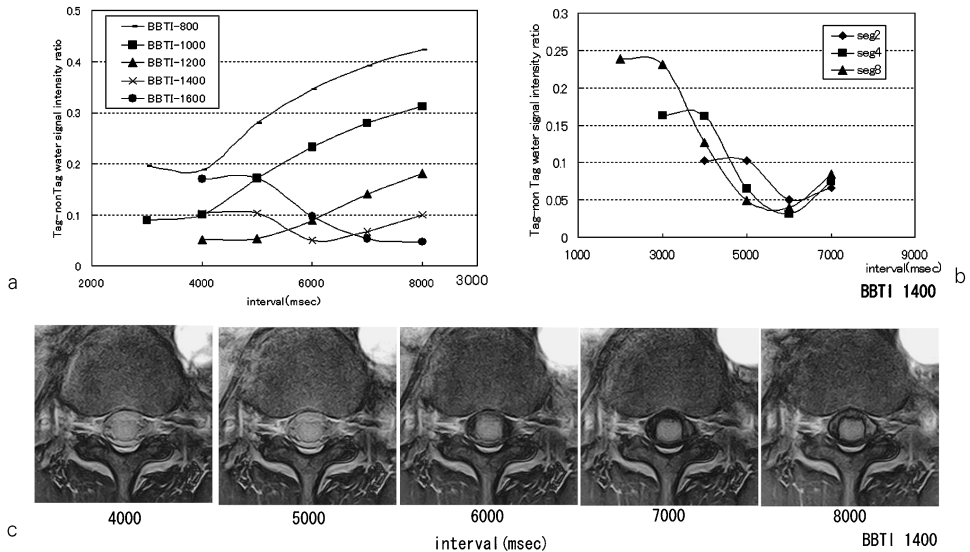 a
Tag-nonTag water signal intensity ratio
0.5
0.4
0.3
0.2
0.1
0
BBTI-800
BBTI-1000
BBTI-1200
BBTI-1400
BBTI-1600
2000 4000 6000 8000 3000
interval(msec)
b
Tag-non Tag water signal intensity ratio
0.3
0.25
0.2
0.15
0.1
0.05
0
seg2
seg4
seg8
1000 3000 5000 7000 9000
interval(msec)
BBTI 1400
c
4000 5000 6000 7000 8000
interval(msec)
BBTI 1400